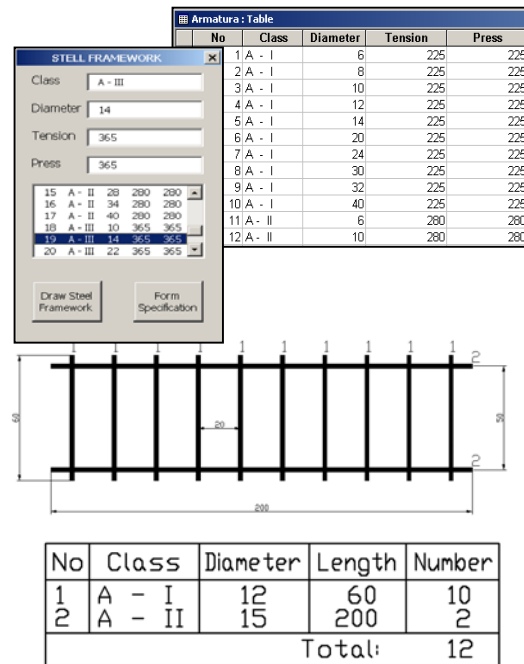 Armatura : Table
No Class Diameter Tension Press
1 A - I 6 225 225
2 A - I 8 225 225
3 A - I 10 225 225
4 A - I 12 225 225
5 A - I 14 225 225
6 A - I 20 225 225
7 A - I 24 225 225
8 A - I 30 225 225
9 A - I 32 225 225
10 A - I 40 225 225
11 A - II 6 280 280
12 A - II 10 280 280
STELL FRAMEWORK
Class A - III
Diameter 14
Tension 365
Press 365
15 A - II 28 280 280
16 A - II 34 280 280
17 A - II 40 280 280
18 A - III 10 365 365
19 A - III 14 365 365
20 A - III 22 365 365
Draw Steel Framework
Form Specification
1 1 1 1 1 1 1 1 1 1
2
60 20 50
2
200
No Class Diameter Length Number
1 A - I 12 60 10
2 A - II 15 200 2
Total: 12